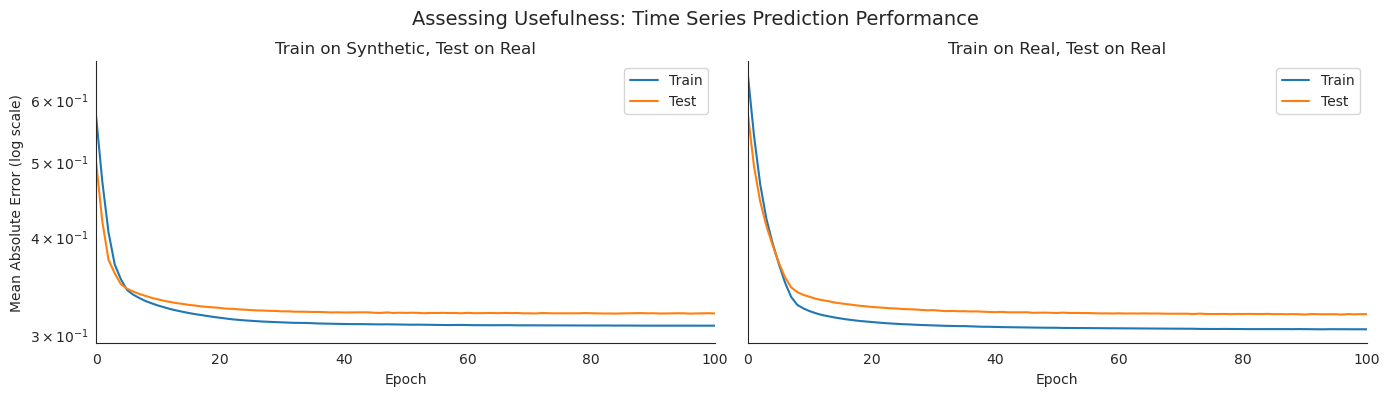 Assessing Usefulness: Time Series Prediction Performance
Train on Synthetic, Test on Real
Train on Real, Test on Real
Mean Absolute Error (log scale)
6 × 10⁻¹
5 × 10⁻¹
4 × 10⁻¹
3 × 10⁻¹
Train
Test
0 20 40 60 80 100
Epoch
Train
Test
0 20 40 60 80 100
Epoch